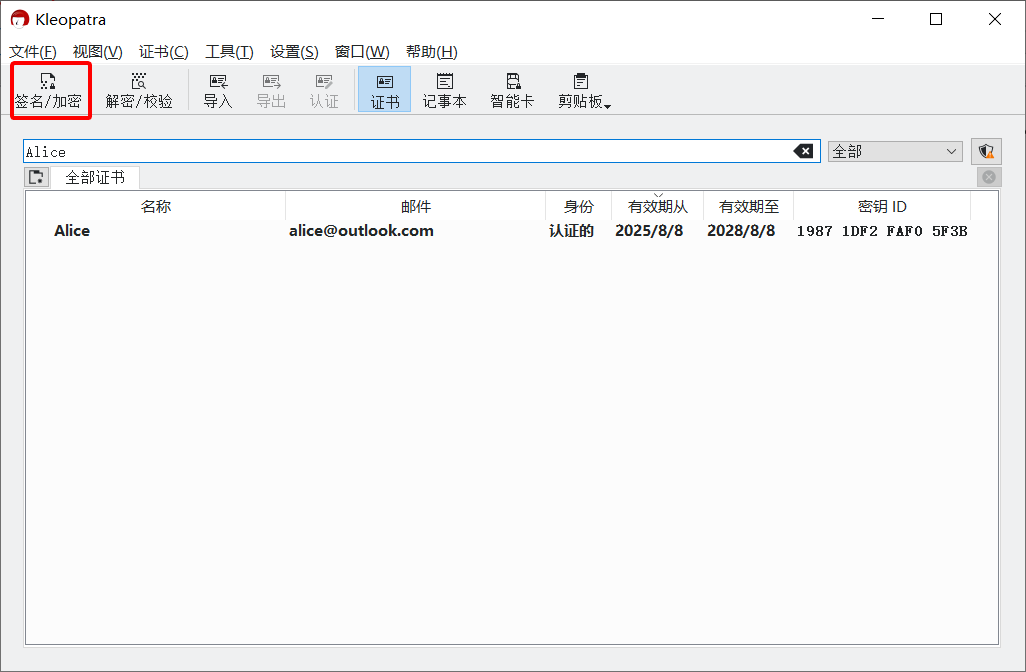 Kleopatra
文件(F) 视图(V) 证书(C) 工具(T) 设置(S) 窗口(W) 帮助(H)
签名/加密 解密/校验 导入 导出 认证 证书 记事本 智能卡 剪贴板
Alice 全部
全部证书
名称 邮件 身份 有效期从 有效期至 密钥 ID
Alice alice@outlook.com 认证的 2025/8/8 2028/8/8 1987 1DF2 FAF0 5F3B